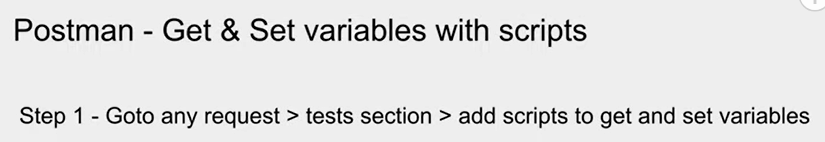 Postman - Get & Set variables with scripts
Step 1 - Goto any request > tests section > add scripts to get and set variables